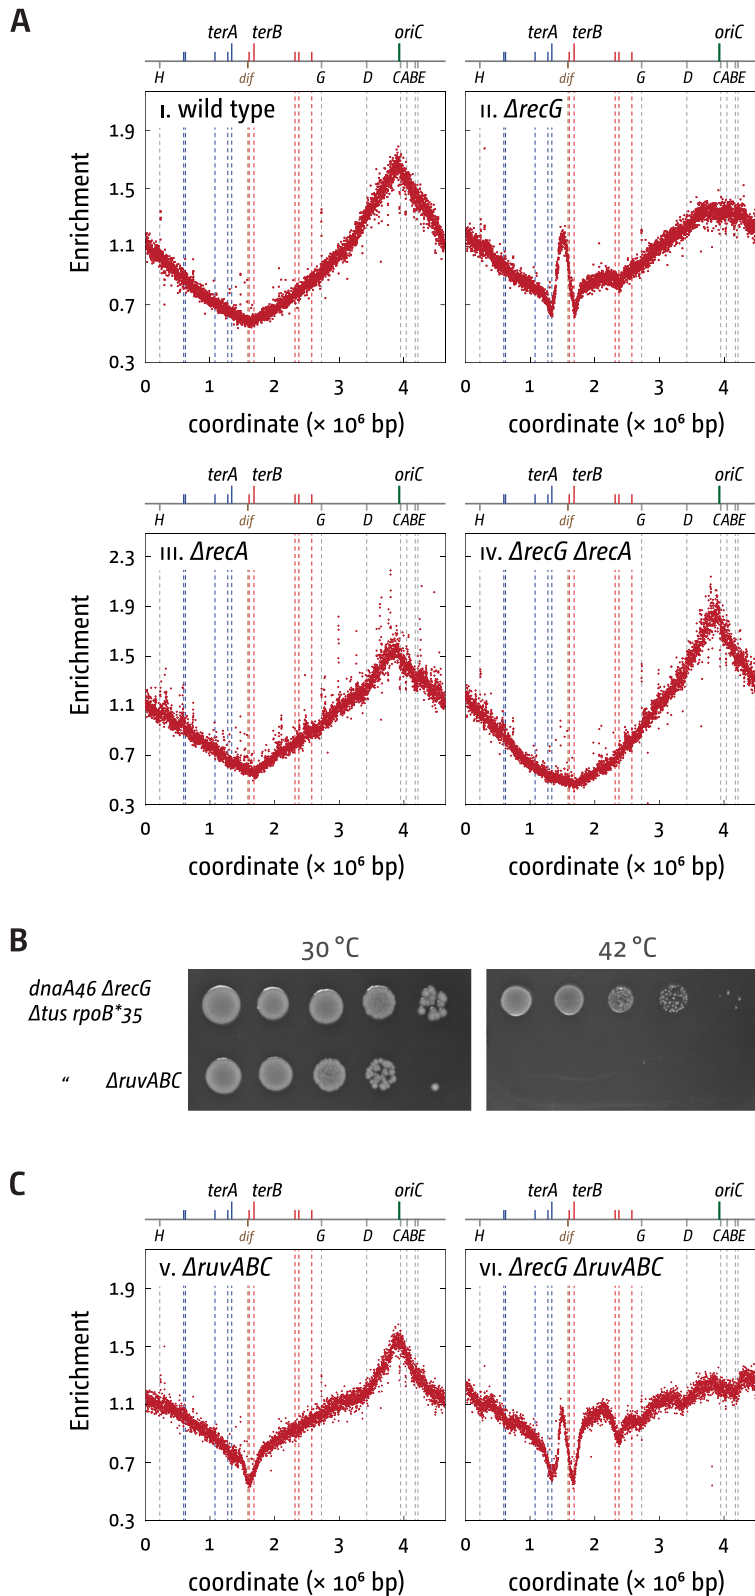 A
terA terB oriC
H dif G D CABE
I. wild type
Enrichment
1.9
1.5
1.1
0.7
0.3
0 1 2 3 4
coordinate (× 10⁶ bp)
terA terB oriC
H dif G D CABE
II. ΔrecG
0 1 2 3 4
coordinate (× 10⁶ bp)
terA terB oriC
H dif G D CABE
III. ΔrecA
Enrichment
2.3
1.9
1.5
1.1
0.7
0.3
0 1 2 3 4
coordinate (× 10⁶ bp)
terA terB oriC
H dif G D CABE
IV. ΔrecG ΔrecA
0 1 2 3 4
coordinate (× 10⁶ bp)
B
30 °C 42 °C
dnaA46 ΔrecG
Δtus rpoB*35
“ ΔruvABC
C
terA terB oriC
H dif G D CABE
V. ΔruvABC
Enrichment
1.9
1.5
1.1
0.7
0.3
0 1 2 3 4
coordinate (× 10⁶ bp)
terA terB oriC
H dif G D CABE
VI. ΔrecG ΔruvABC
0 1 2 3 4
coordinate (× 10⁶ bp)